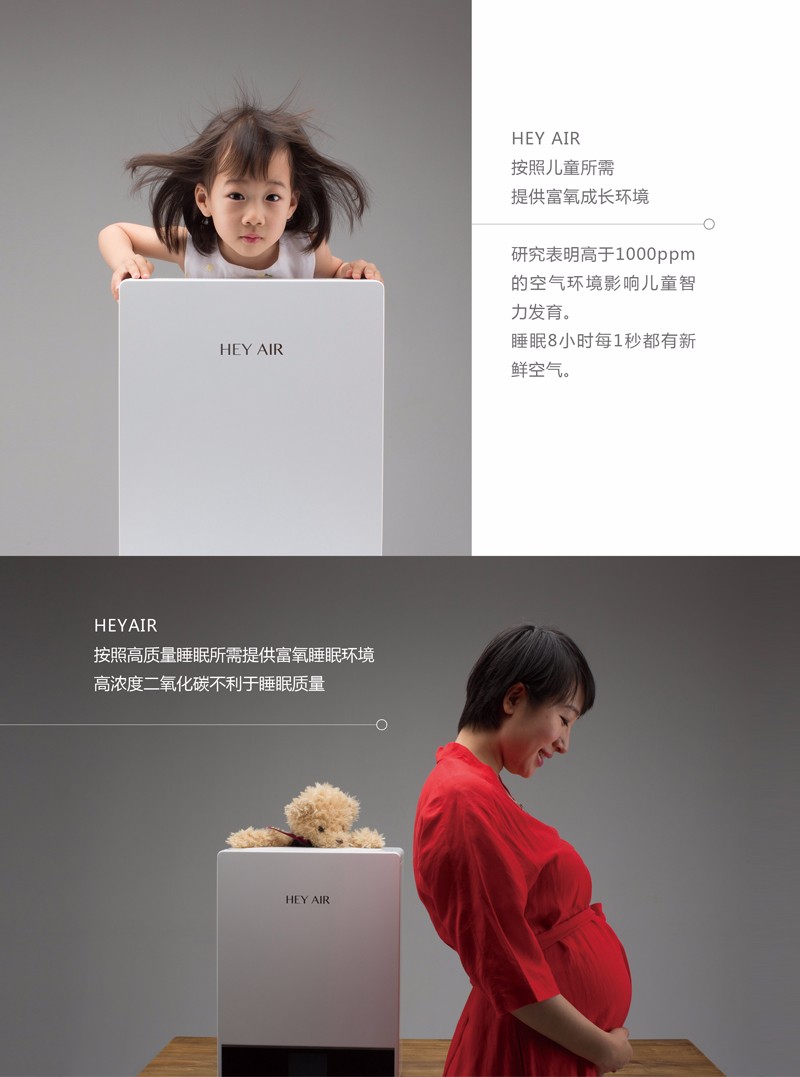 HEY AIR
按照儿童所需
提供富氧成长环境
研究表明高于1000ppm
的空气环境影响儿童智
力发育。
睡眠8小时每1秒都有新
鲜空气。
HEY AIR
HEYAIR
按照高质量睡眠所需提供富氧睡眠环境
高浓度二氧化碳不利于睡眠质量
HEY AIR